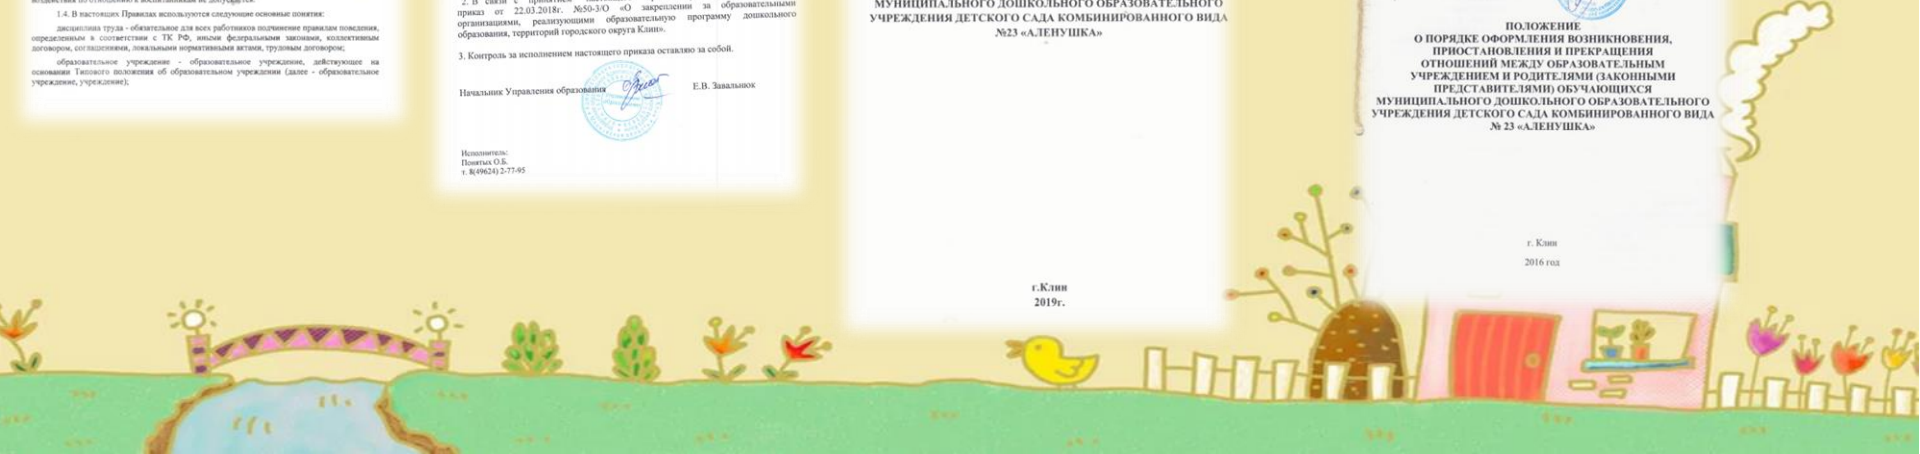 1.4. В настоящих Правилах используются следующие основные понятия:
дисциплина труда - обязательное для всех работников подчинение правилам поведения,
определенным в соответствии с ТК РФ, иными федеральными законами, коллективным
договором, соглашениями, локальными нормативными актами, трудовым договором;
образовательное учреждение - образовательное учреждение, действующее на
основании Типового положения об образовательном учреждении (далее - образовательное
учреждение, учреждение);
2. В связи с принятием
приказ от 22.03.2018г. №50-3/О «О закреплении за образовательными
организациями, реализующими образовательную программу дошкольного
образования, территорий городского округа Клин».
3. Контроль за исполнением настоящего приказа оставляю за собой.
Начальник Управления образования Е.В. Завальнюк
Исполнитель:
Понятых О.Б.
т. 8(49624) 2-77-95
МУНИЦИПАЛЬНОГО ДОШКОЛЬНОГО ОБРАЗОВАТЕЛЬНОГО
УЧРЕЖДЕНИЯ ДЕТСКОГО САДА КОМБИНИРОВАННОГО ВИДА
№23 «АЛЕНУШКА»
г.Клин
2019г.
ПОЛОЖЕНИЕ
О ПОРЯДКЕ ОФОРМЛЕНИЯ ВОЗНИКНОВЕНИЯ,
ПРИОСТАНОВЛЕНИЯ И ПРЕКРАЩЕНИЯ
ОТНОШЕНИЙ МЕЖДУ ОБРАЗОВАТЕЛЬНЫМ
УЧРЕЖДЕНИЕМ И РОДИТЕЛЯМИ (ЗАКОННЫМИ
ПРЕДСТАВИТЕЛЯМИ) ОБУЧАЮЩИХСЯ
МУНИЦИПАЛЬНОГО ДОШКОЛЬНОГО ОБРАЗОВАТЕЛЬНОГО
УЧРЕЖДЕНИЯ ДЕТСКОГО САДА КОМБИНИРОВАННОГО ВИДА
№ 23 «АЛЕНУШКА»
г. Клин
2016 год